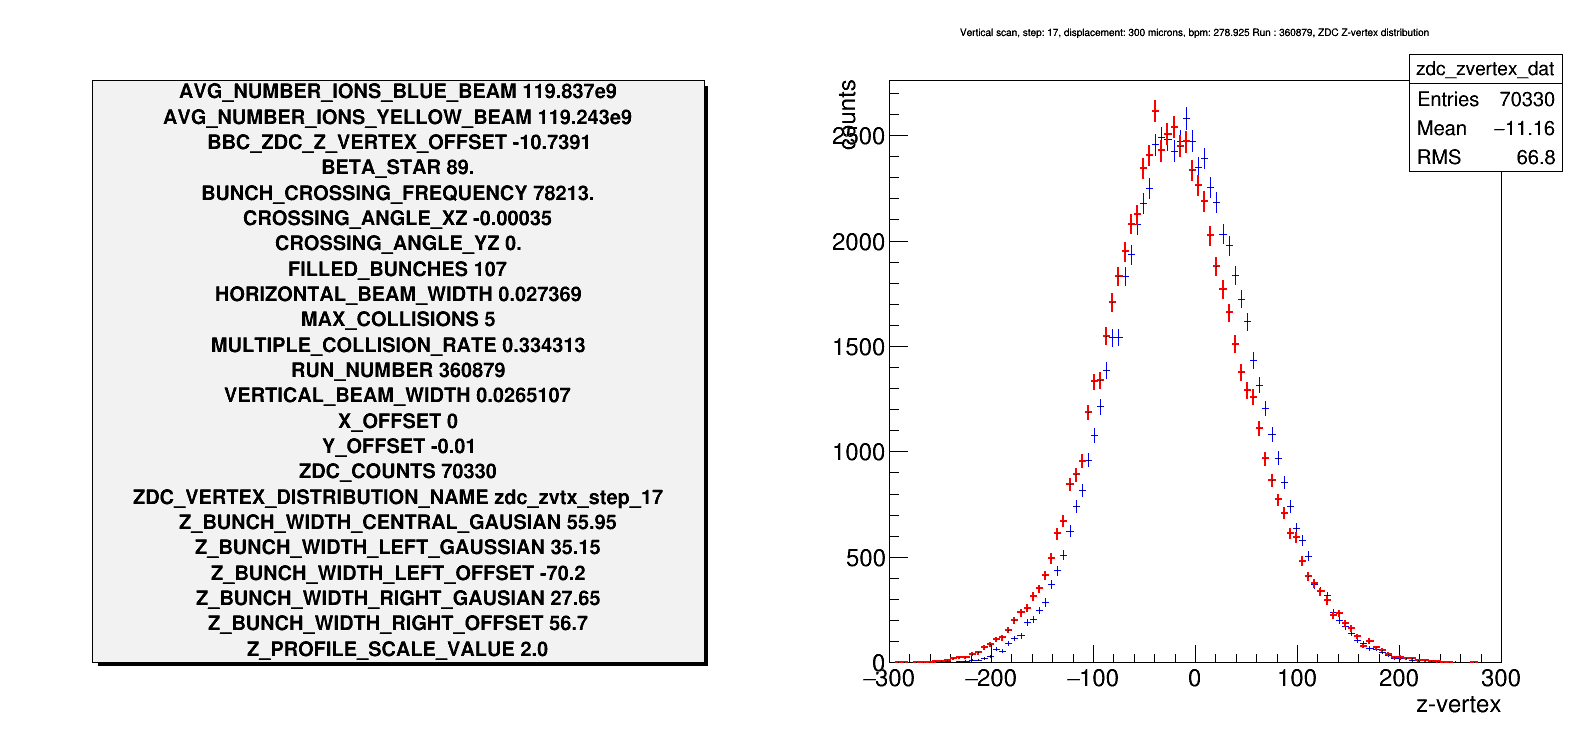 Vertical scan, step: 17, displacement: 300 microns, bpm: 278.925 Run : 360879, ZDC Z-vertex distribution
AVG_NUMBER_IONS_BLUE_BEAM 119.837e9
AVG_NUMBER_IONS_YELLOW_BEAM 119.243e9
BBC_ZDC_Z_VERTEX_OFFSET -10.7391
BETA_STAR 89.
BUNCH_CROSSING_FREQUENCY 78213.
CROSSING_ANGLE_XZ -0.00035
CROSSING_ANGLE_YZ 0.
FILLED_BUNCHES 107
HORIZONTAL_BEAM_WIDTH 0.027369
MAX_COLLISIONS 5
MULTIPLE_COLLISION_RATE 0.334313
RUN_NUMBER 360879
VERTICAL_BEAM_WIDTH 0.0265107
X_OFFSET 0
Y_OFFSET -0.01
ZDC_COUNTS 70330
ZDC_VERTEX_DISTRIBUTION_NAME zdc_zvtx_step_17
Z_BUNCH_WIDTH_CENTRAL_GAUSIAN 55.95
Z_BUNCH_WIDTH_LEFT_GAUSSIAN 35.15
Z_BUNCH_WIDTH_LEFT_OFFSET -70.2
Z_BUNCH_WIDTH_RIGHT_GAUSIAN 27.65
Z_BUNCH_WIDTH_RIGHT_OFFSET 56.7
Z_PROFILE_SCALE_VALUE 2.0
zdc_zvertex_dat
Entries 70330
Mean −11.16
RMS 66.8
counts
2500
2000
1500
1000
500
0
−300 −200 −100 0 100 200 300
z-vertex